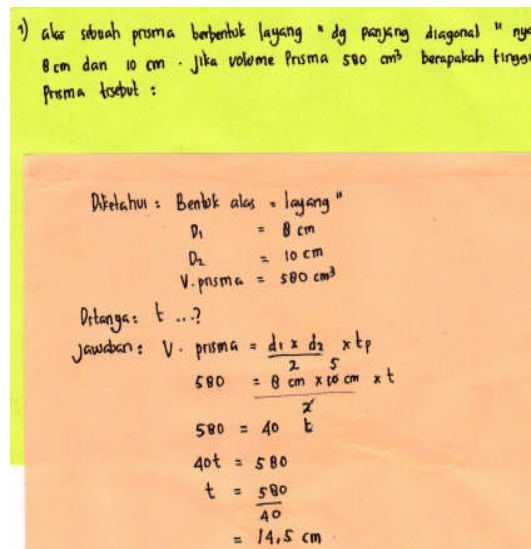 1) alas sebuah prisma berbentuk layang " dg panjang diagonal " nya
8 cm dan 10 cm . Jika volume Prisma 580 cm³ berapakah tinggi
Prisma trsebut :
Diketahui : Bentuk alas = layang "
D₁ = 8 cm
D₂ = 10 cm
V. prisma = 580 cm³
Ditanya : t ...?
Jawaban : V. prisma = d₁ x d₂ / 2 x tp
580 = 8 cm x 10 5 cm / 2 x t
580 = 40 t
40t = 580
t = 580 / 40
= 14,5 cm